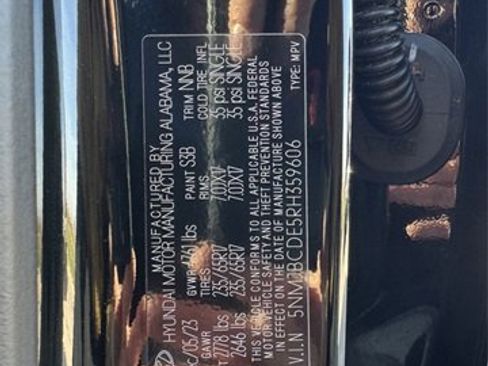 MANUFACTURED BY
HYUNDAI MOTOR MANUFACTURING ALABAMA, LLC
/05/23 GVWR 4761 lbs PAINT S3B TRIM NNB
GAWR TIRES RIMS COLD TIRE INFL
2778 lbs 235/65R17 7.0JX17 35 psi SINGLE
2646 lbs 235/65R17 7.0JX17 35 psi SINGLE
THIS VEHICLE CONFORMS TO ALL APPLICABLE U.S.A. FEDERAL
MOTOR VEHICLE SAFETY AND THEFT PREVENTION STANDARDS
IN EFFECT ON THE DATE OF MANUFACTURE SHOWN ABOVE
V.I.N. TYPE: MPV